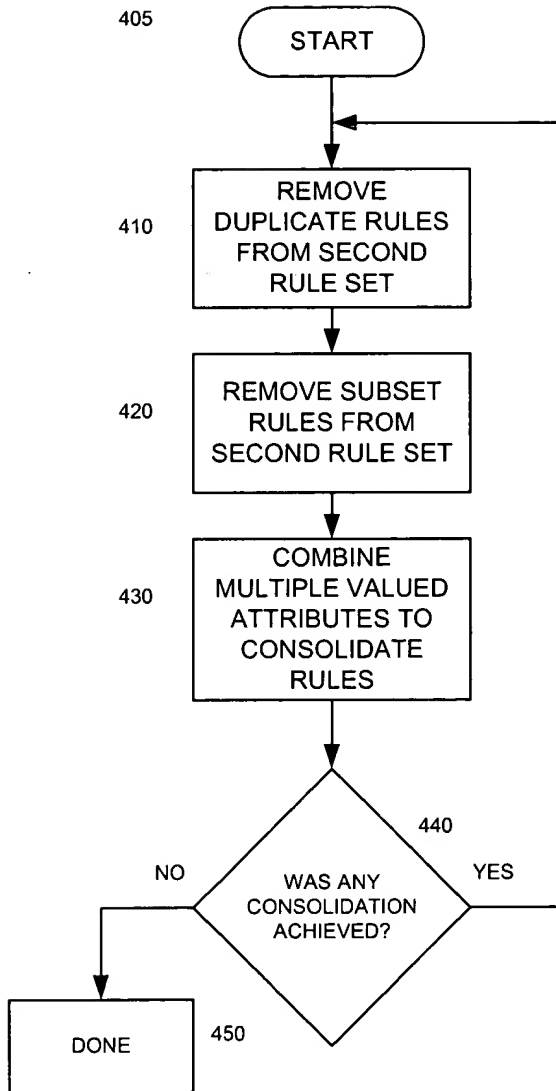 405
START
REMOVE
DUPLICATE RULES
FROM SECOND
RULE SET
410
REMOVE SUBSET
RULES FROM
SECOND RULE SET
420
COMBINE
MULTIPLE VALUED
ATTRIBUTES TO
CONSOLIDATE
RULES
430
440
NO
WAS ANY
CONSOLIDATION
ACHIEVED?
YES
DONE
450